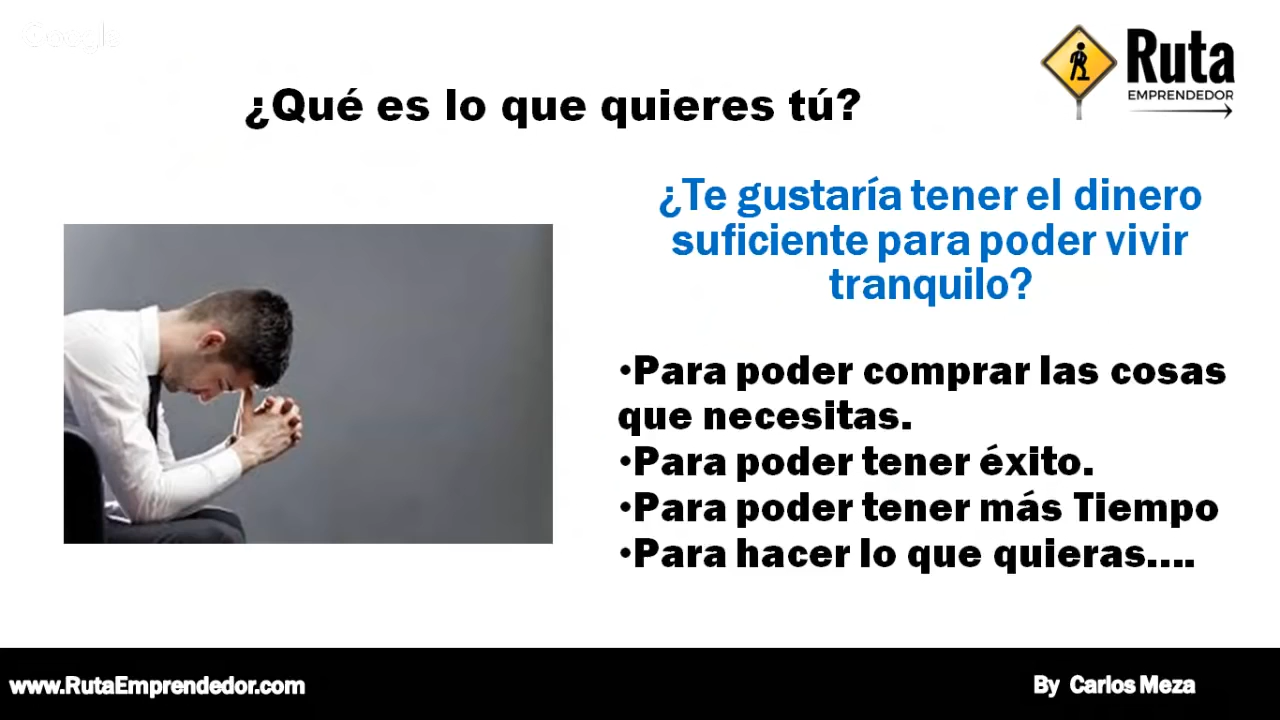 Google
Ruta
EMPRENDEDOR
¿Qué es lo que quieres tú?
¿Te gustaría tener el dinero
suficiente para poder vivir
tranquilo?
•Para poder comprar las cosas
que necesitas.
•Para poder tener éxito.
•Para poder tener más Tiempo
•Para hacer lo que quieras....
www.RutaEmprendedor.com
By Carlos Meza